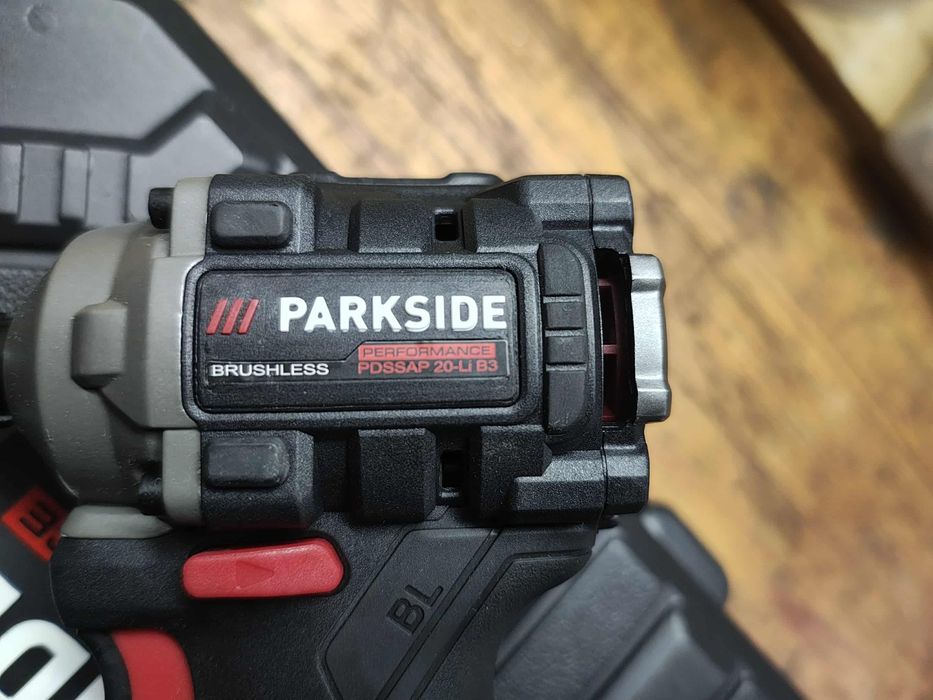 PARKSIDE
PERFORMANCE
BRUSHLESS PDSSAP 20-Li B3
BL